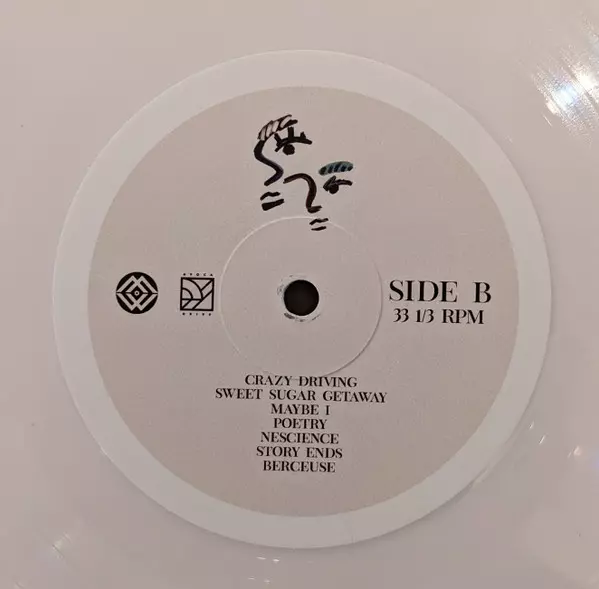 SIDE B
33 1/3 RPM
CRAZY DRIVING
SWEET SUGAR GETAWAY
MAYBE I
POETRY
NESCIENCE
STORY ENDS
BERCEUSE